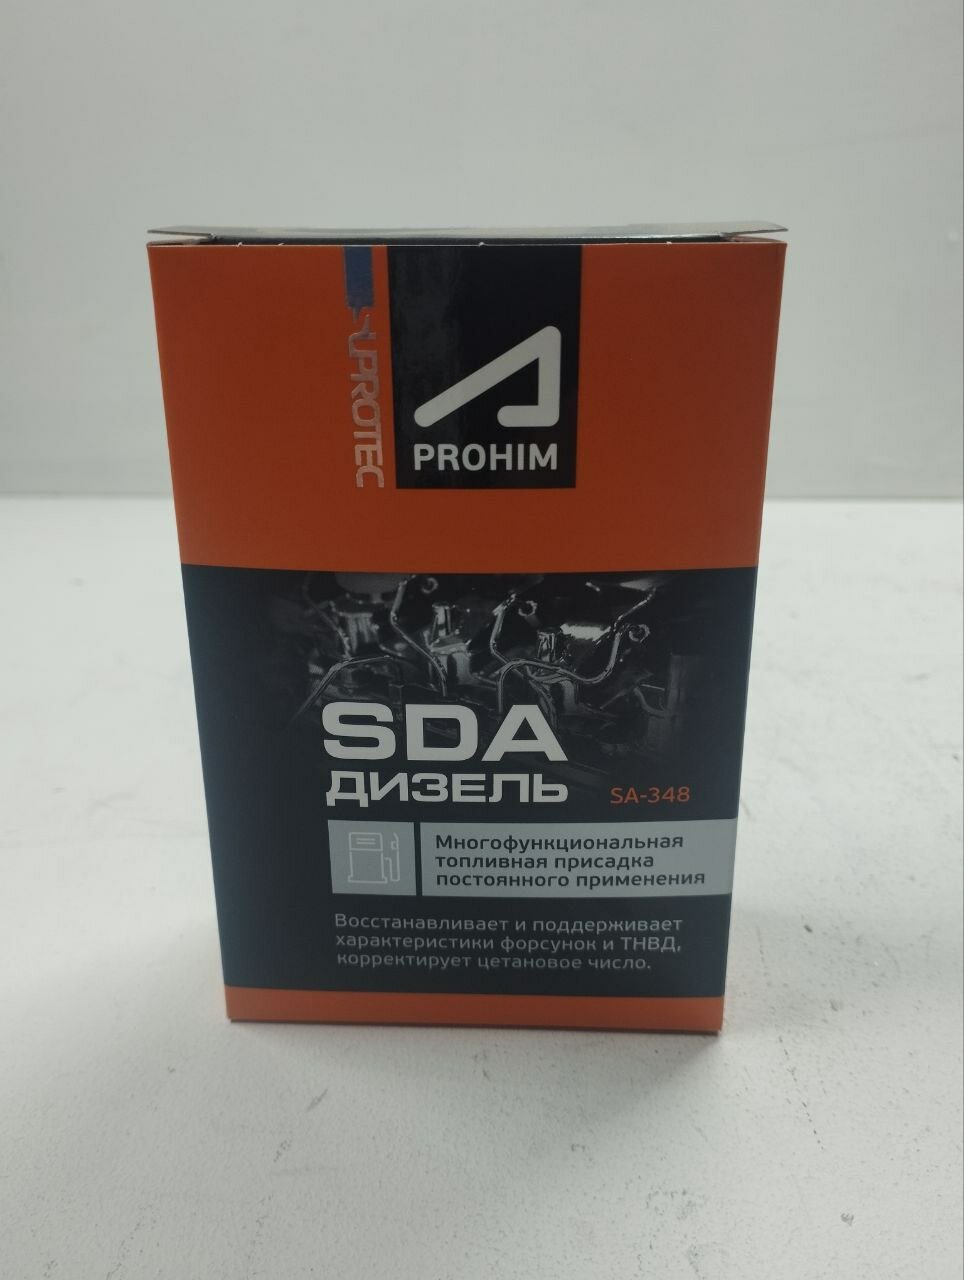 SUPROTEC
A PROHIM
SDA
ДИЗЕЛЬ SA-348
Многофункциональная
топливная присадка
постоянного применения
Восстанавливает и поддерживает
характеристики форсунок и ТНВД,
корректирует цетановое число.